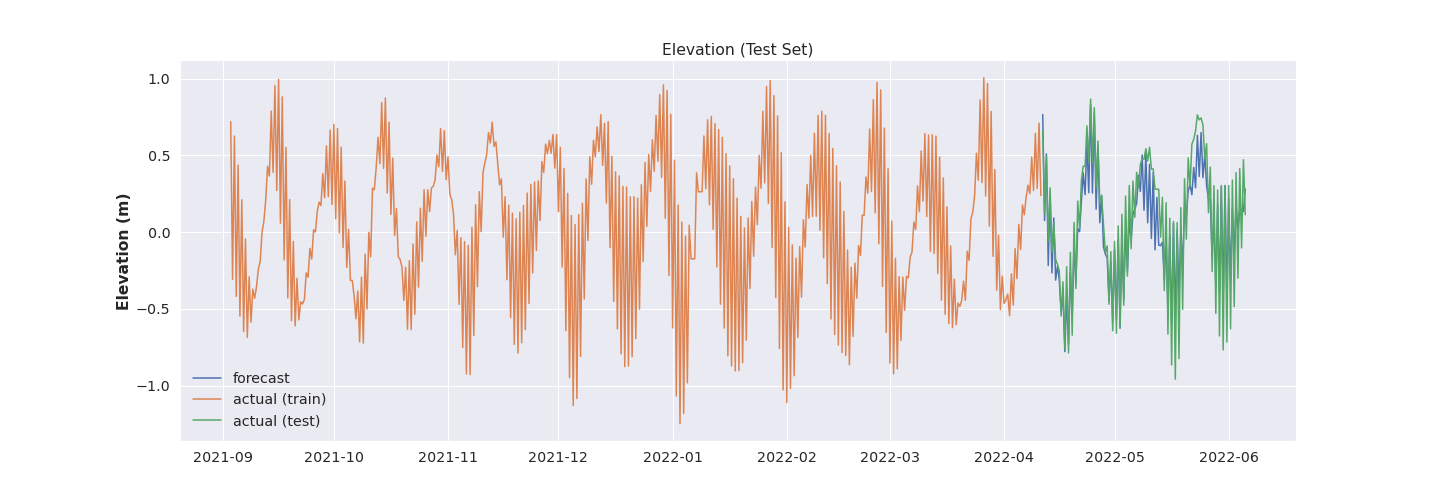 Elevation (Test Set)
Elevation (m)
1.0
0.5
0.0
−0.5
−1.0
forecast
actual (train)
actual (test)
2021-09 2021-10 2021-11 2021-12 2022-01 2022-02 2022-03 2022-04 2022-05 2022-06